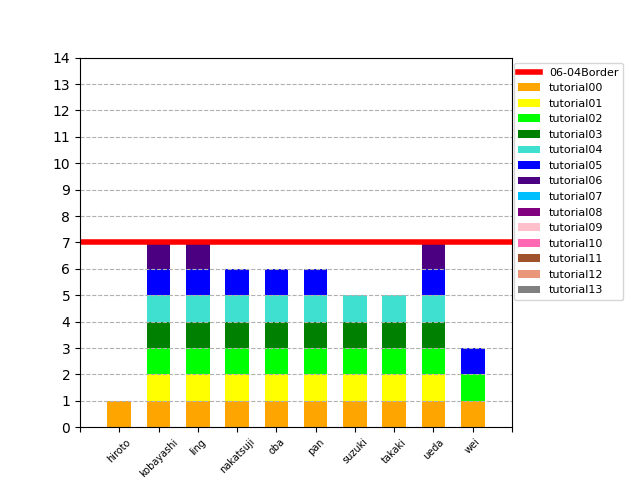 14
13
12
11
10
9
8
7
6
5
4
3
2
1
0
hiroto
kobayashi
ling
nakatsuji
oba
pan
suzuki
takaki
ueda
wei
06-04Border
tutorial00
tutorial01
tutorial02
tutorial03
tutorial04
tutorial05
tutorial06
tutorial07
tutorial08
tutorial09
tutorial10
tutorial11
tutorial12
tutorial13